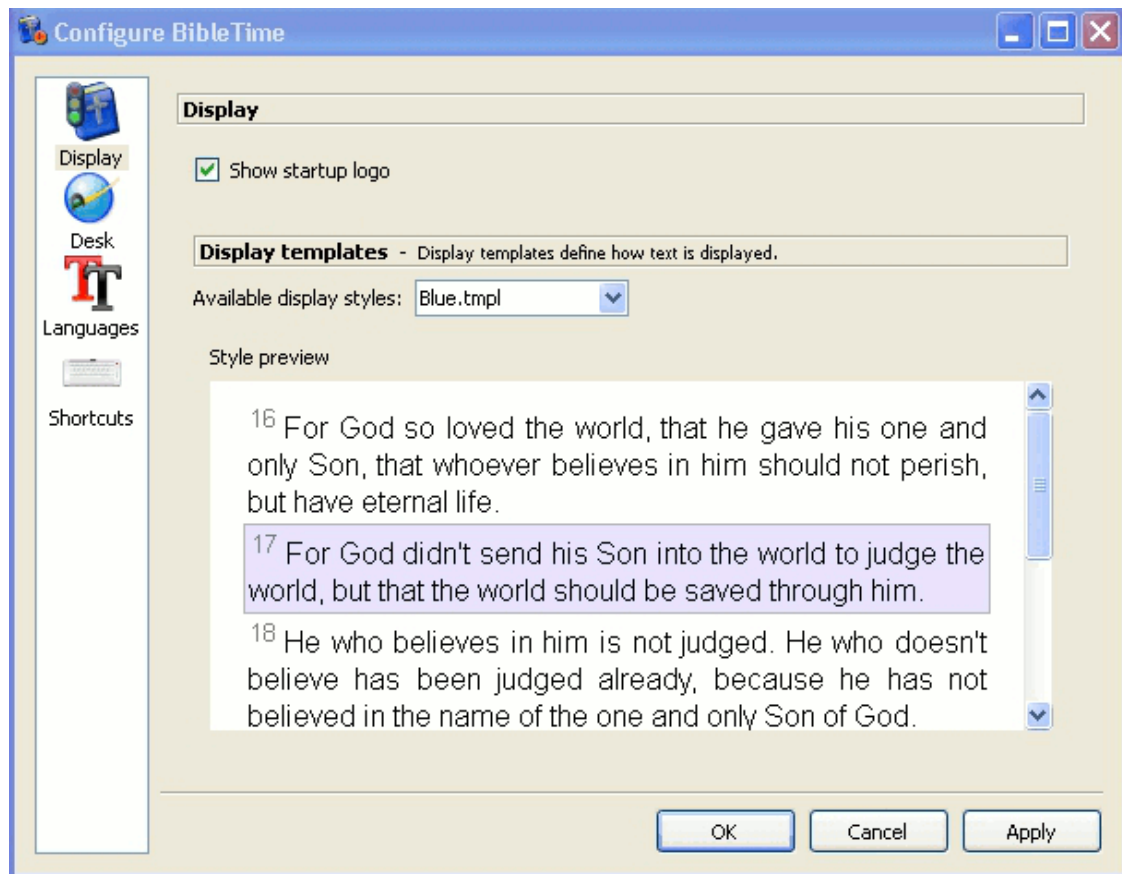 Configure BibleTime
Display
Desk
Languages
Shortcuts
Display
Show startup logo
Display templates - Display templates define how text is displayed.
Available display styles: Blue.tmpl
Style preview
16 For God so loved the world, that he gave his one and
only Son, that whoever believes in him should not perish,
but have eternal life.
17 For God didn't send his Son into the world to judge the
world, but that the world should be saved through him.
18 He who believes in him is not judged. He who doesn't
believe has been judged already, because he has not
believed in the name of the one and only Son of God.
OK Cancel Apply